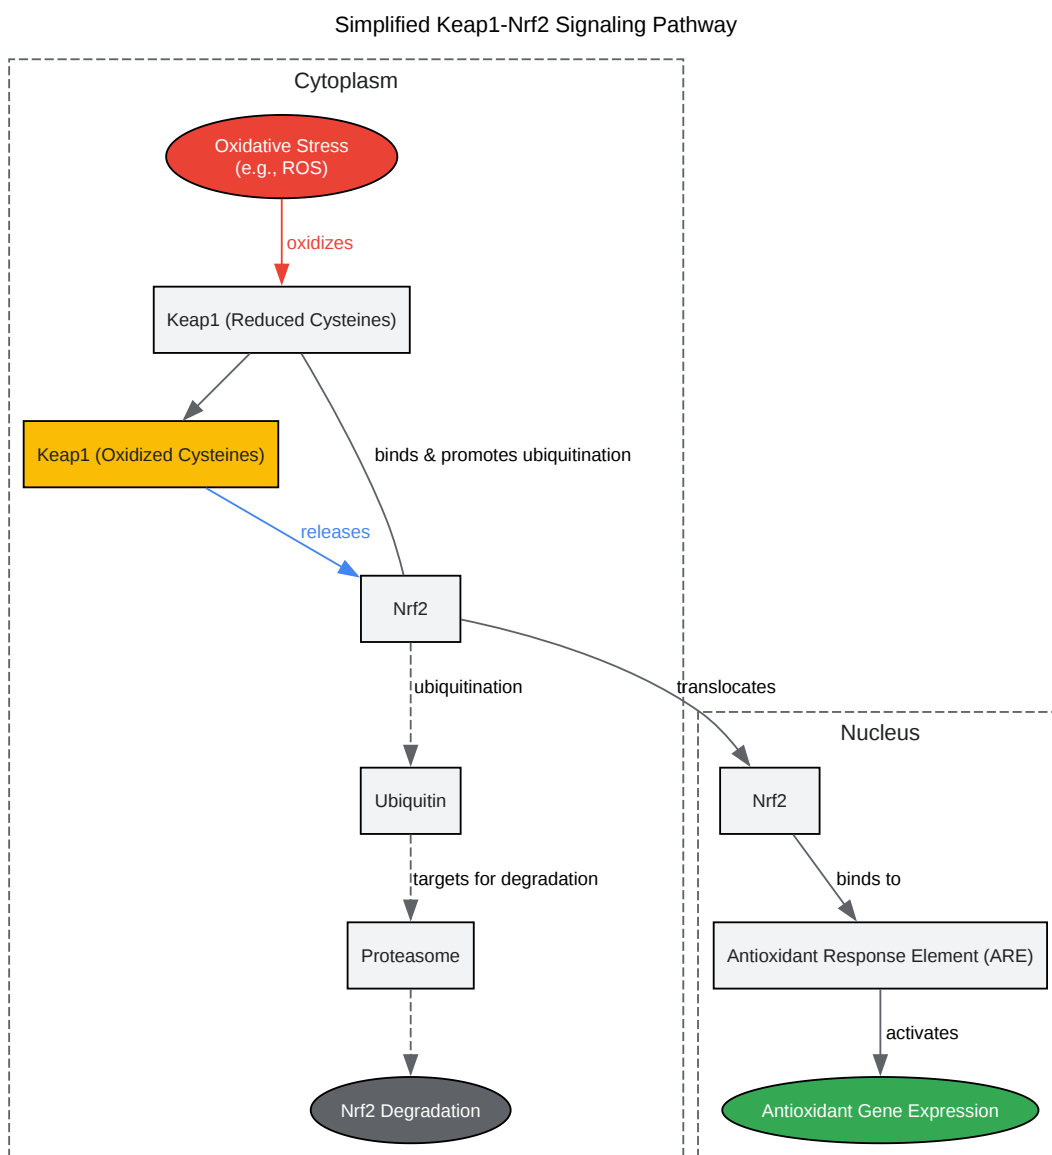 Simplified Keap1-Nrf2 Signaling Pathway
Cytoplasm
Oxidative Stress
(e.g., ROS)
oxidizes
Keap1 (Reduced Cysteines)
Keap1 (Oxidized Cysteines)
binds & promotes ubiquitination
releases
Nrf2
ubiquitination
translocates
Nucleus
Ubiquitin
Nrf2
targets for degradation
binds to
Proteasome
Antioxidant Response Element (ARE)
activates
Nrf2 Degradation
Antioxidant Gene Expression